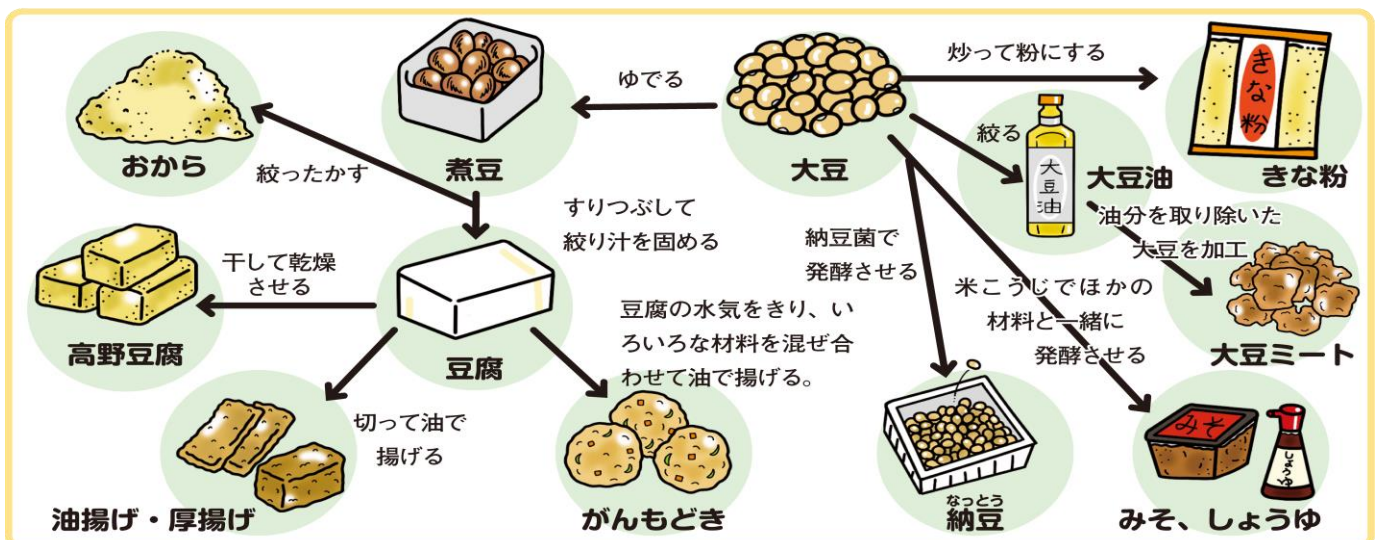 おから
絞ったかす
煮豆
ゆでる
大豆
炒って粉にする
きな粉
きな粉
絞る
大豆油
大豆油
油分を取り除いた
大豆を加工
大豆ミート
すりつぶして
絞り汁を固める
豆腐
干して乾燥
させる
高野豆腐
切って油で
揚げる
油揚げ・厚揚げ
豆腐の水気をきり、い
ろいろな材料を混ぜ合
わせて油で揚げる。
がんもどき
納豆菌で
発酵させる
なっとう
納豆
米こうじでほかの
材料と一緒に
発酵させる
みそ
しょうゆ
みそ、しょうゆ